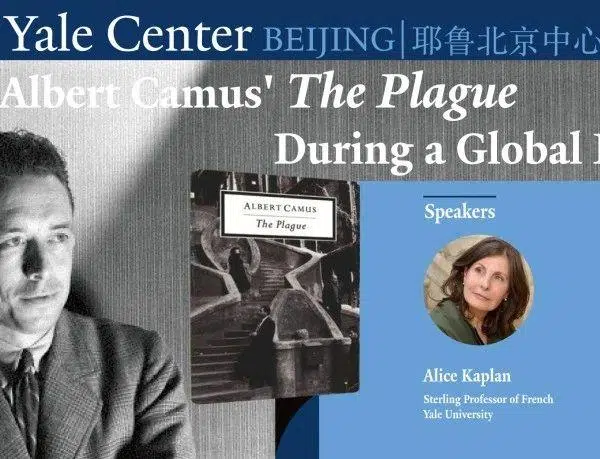 Yale Center BEIJING|耶鲁北京中心
Albert Camus' The Plague
During a Global
Speakers
ALBERT CAMUS
The Plague
Alice Kaplan
Sterling Professor of French
Yale University